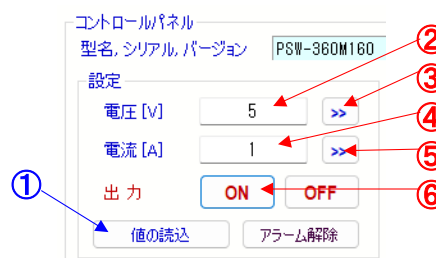 コントロールパネル
型名, シリアル, バージョン PSW-360M160
設定
電圧 [V] 5 >>
電流 [A] 1 >>
出 力 ON OFF
値の読込 アラーム解除
①
②
③
④
⑤
⑥